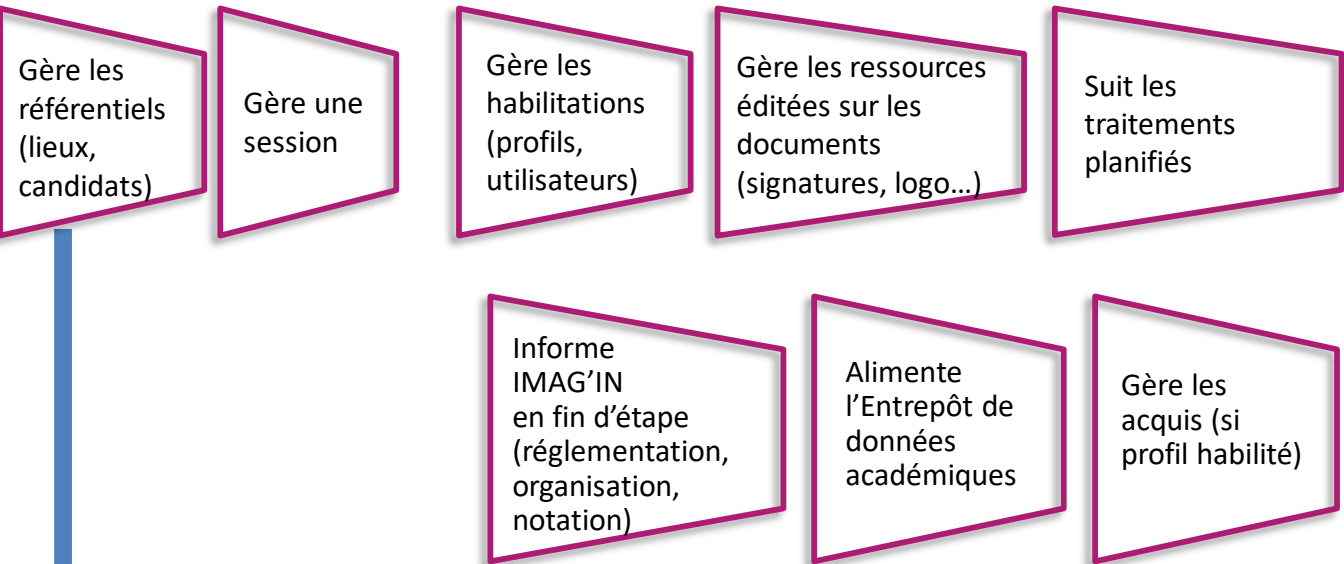 Gère les
référentiels
(lieux,
candidats)
Gère une
session
Gère les
habilitations
(profils,
utilisateurs)
Gère les ressources
éditées sur les
documents
(signatures, logo…)
Suit les
traitements
planifiés
Informe
IMAG’IN
en fin d’étape
(réglementation,
organisation,
notation)
Alimente
l’Entrepôt de
données
académiques
Gère les
acquis (si
profil habilité)